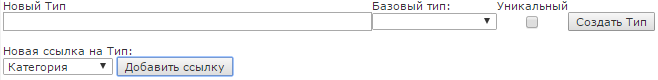 Новый Тип Базовый тип: Уникальный
Создать Тип
Новая ссылка на Тип:
Категория Добавить ссылку